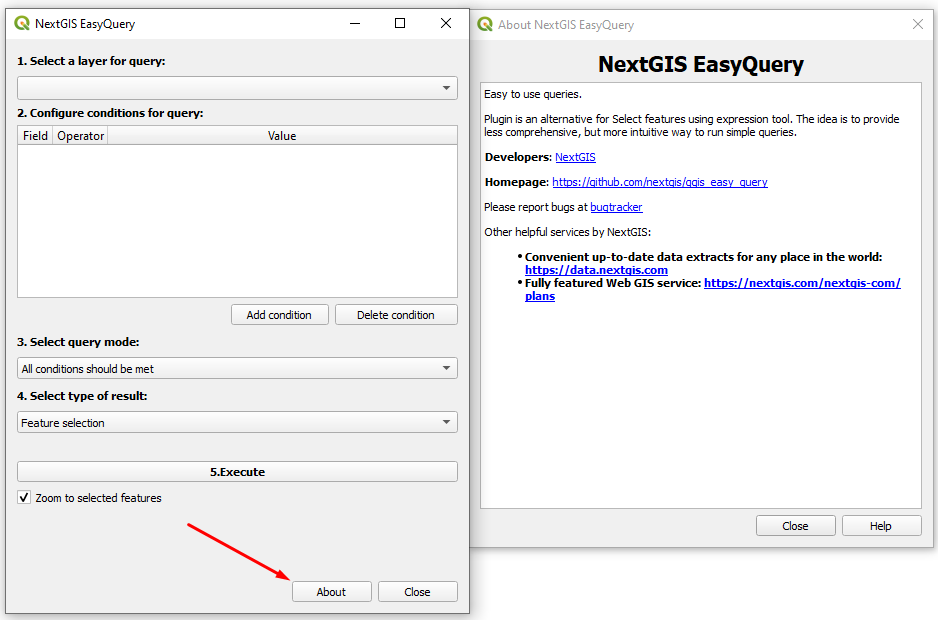 NextGIS EasyQuery
1. Select a layer for query:
2. Configure conditions for query:
Field Operator Value
Add condition Delete condition
3. Select query mode:
All conditions should be met
4. Select type of result:
Feature selection
5.Execute
Zoom to selected features
About Close
About NextGIS EasyQuery
NextGIS EasyQuery
Easy to use queries.
Plugin is an alternative for Select features using expression tool. The idea is to provide
less comprehensive, but more intuitive way to run simple queries.
Developers: NextGIS
Homepage: https://github.com/nextgis/qgis_easy_query
Please report bugs at bugtracker
Other helpful services by NextGIS:
• Convenient up-to-date data extracts for any place in the world:
https://data.nextgis.com
• Fully featured Web GIS service: https://nextgis.com/nextgis-com/
plans
Close Help